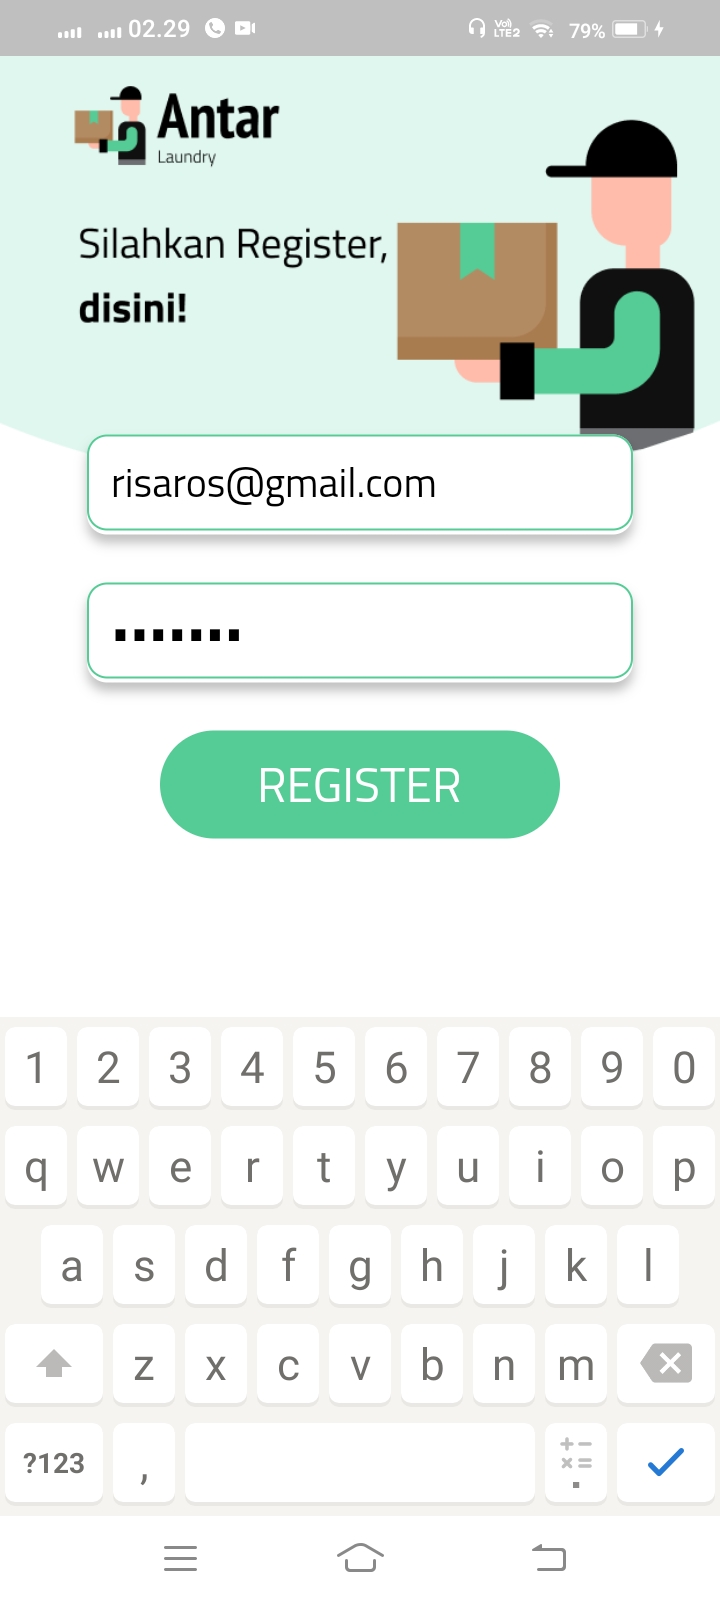 02.29
Vo))
LTE2
79%
Antar
Laundry
Silahkan Register,
disini!
risaros@gmail.com
REGISTER
1 2 3 4 5 6 7 8 9 0
q w e r t y u i o p
a s d f g h j k l
z x c v b n m
?123 , .